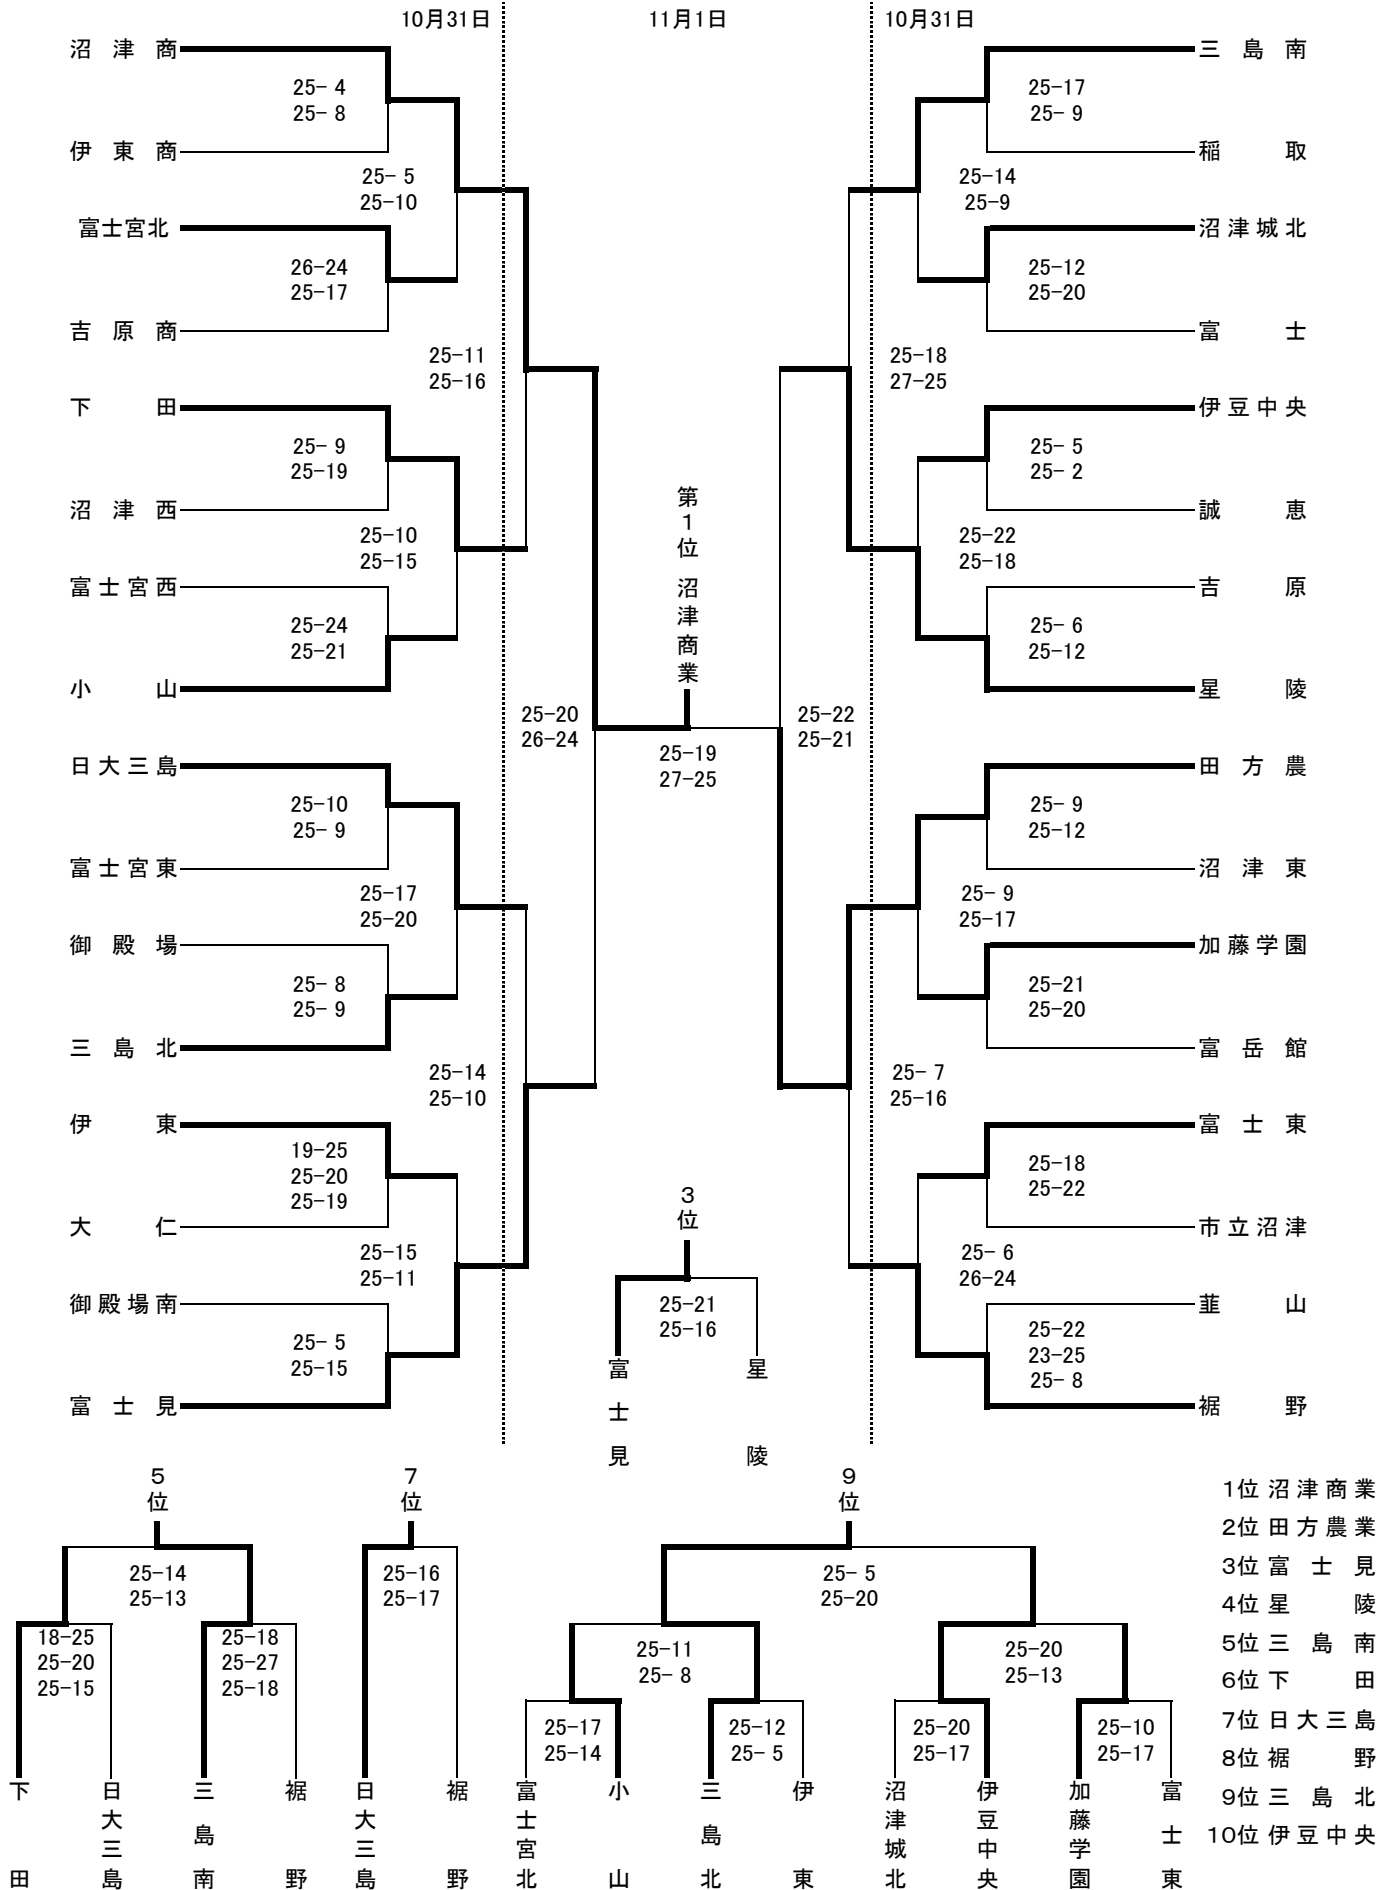 10月31日
11月1日
10月31日
沼津商
25- 4
25- 8
伊東商
25- 5
25-10
富士宮北
26-24
25-17
吉原商
25-11
25-16
下田
25- 9
25-19
沼津西
25-10
25-15
富士宮西
25-24
25-21
小山
25-20
26-24
日大三島
25-10
25- 9
富士宮東
25-17
25-20
御殿場
25- 8
25- 9
三島北
25-14
25-10
伊東
19-25
25-20
25-19
大仁
25-15
25-11
御殿場南
25- 5
25-15
富士見
第1位 沼津商業
25-19
27-25
3位
25-21
25-16
富士見
星陵
三島南
25-17
25- 9
稲取
25-14
25-9
沼津城北
25-12
25-20
富士
25-18
27-25
伊豆中央
25- 5
25- 2
誠恵
25-22
25-18
吉原
25- 6
25-12
星陵
25-22
25-21
田方農
25- 9
25-12
沼津東
25- 9
25-17
加藤学園
25-21
25-20
富岳館
25- 7
25-16
富士東
25-18
25-22
市立沼津
25- 6
26-24
韮山
25-22
23-25
25- 8
裾野
5位
25-14
25-13
18-25
25-20
25-15
25-18
25-27
25-18
下田
日大三島
三島南
裾野
7位
25-16
25-17
日大三島
裾野
9位
25- 5
25-20
25-11
25- 8
25-20
25-13
25-17
25-14
25-12
25- 5
25-20
25-17
25-10
25-17
富士宮北
小山
三島北
伊東
沼津城北
伊豆中央
加藤学園
富士東
1位 沼津商業
2位 田方農業
3位 富士見
4位 星陵
5位 三島南
6位 下田
7位 日大三島
8位 裾野
9位 三島北
10位 伊豆中央